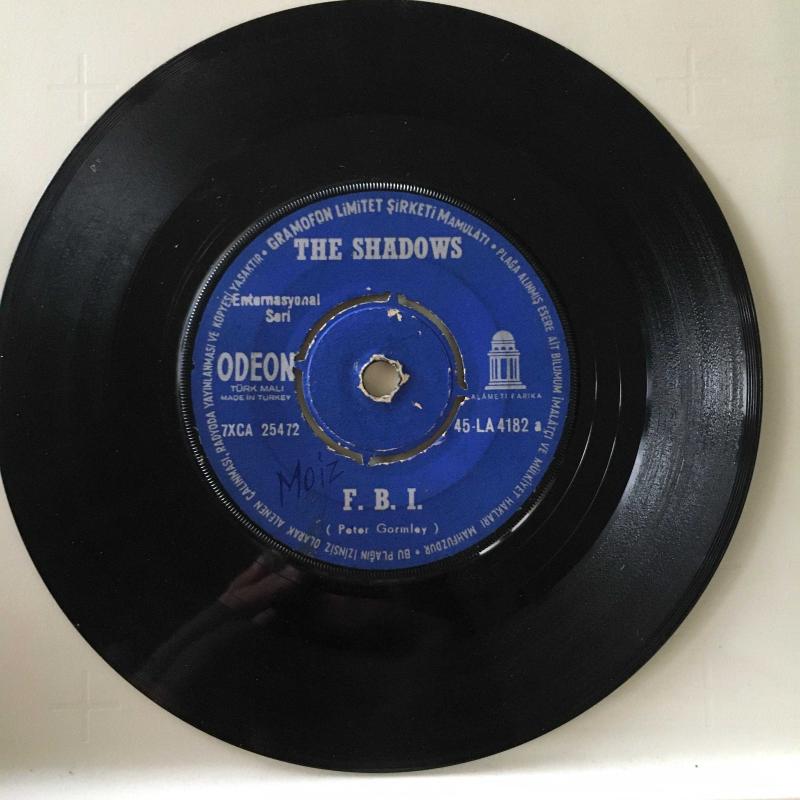 GRAMOFON LİMİTET ŞİRKETİ MAMULATI • PLAĞA ALINMIŞ ESERE AİT BİLUMUM İMALATÇI VE MÜLKİYET HAKLARI MAHFUZDUR • BU PLAĞIN İZİNSİZ OLARAK ALENEN ÇALINMASI, RADYODA YAYINLANMASI VE KOPYESİ YASAKTIR •
THE SHADOWS
Enternasyonal
Seri
ODEON
TÜRK MALI
MADE IN TURKEY
ALÂMETİ FARİKA
7XCA 25472
45-LA 4182 a
Moiz
F. B. I.
( Peter Gormley )